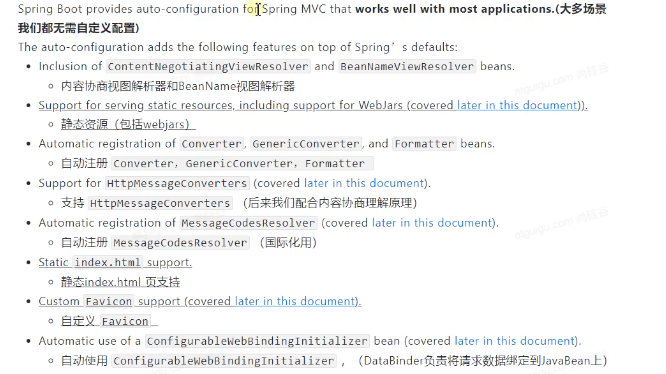 Spring Boot provides auto-configuration for Spring MVC that works well with most applications.(大多场景
我们都无需自定义配置)
The auto-configuration adds the following features on top of Spring’s defaults:
• Inclusion of ContentNegotiatingViewResolver and BeanNameViewResolver beans.
○ 内容协商视图解析器和BeanName视图解析器
• Support for serving static resources, including support for WebJars (covered later in this document)).
○ 静态资源（包括webjars）
• Automatic registration of Converter, GenericConverter, and Formatter beans.
○ 自动注册 Converter，GenericConverter，Formatter
• Support for HttpMessageConverters (covered later in this document).
○ 支持 HttpMessageConverters （后来我们配合内容协商理解原理）
• Automatic registration of MessageCodesResolver (covered later in this document).
○ 自动注册 MessageCodesResolver （国际化用）
• Static index.html support.
○ 静态index.html 页支持
• Custom Favicon support (covered later in this document).
○ 自定义 Favicon
• Automatic use of a ConfigurableWebBindingInitializer bean (covered later in this document).
○ 自动使用 ConfigurableWebBindingInitializer ，（DataBinder负责将请求数据绑定到JavaBean上）